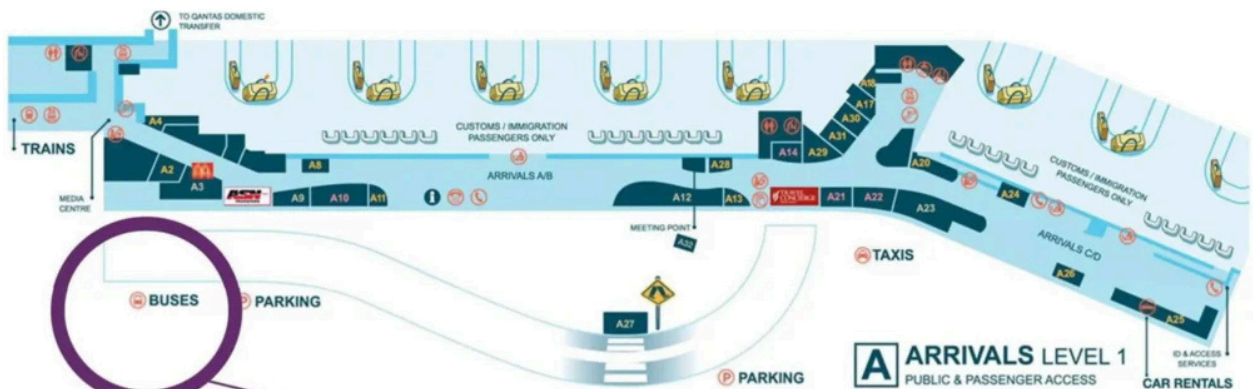 TO QANTAS DOMESTIC
TRANSFER
TRAINS
MEDIA
CENTRE
A4
A2
A3
A8
A9
A10
A11
CUSTOMS / IMMIGRATION
PASSENGERS ONLY
ARRIVALS A/B
i
A28
A12
A13
MEETING POINT
A32
A14
A29
A31
A30
A17
A18
TRAVEL
CONCIERGE
A21
A22
A23
A20
A24
CUSTOMS / IMMIGRATION
PASSENGERS ONLY
ARRIVALS C/D
A26
A25
TAXIS
BUSES
P PARKING
A27
P PARKING
A ARRIVALS LEVEL 1
PUBLIC & PASSENGER ACCESS
ID & ACCESS
SERVICES
CAR RENTALS